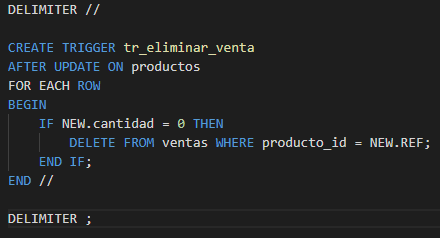 DELIMITER //
CREATE TRIGGER tr_eliminar_venta
AFTER UPDATE ON productos
FOR EACH ROW
BEGIN
IF NEW.cantidad = 0 THEN
DELETE FROM ventas WHERE producto_id = NEW.REF;
END IF;
END //
DELIMITER ;